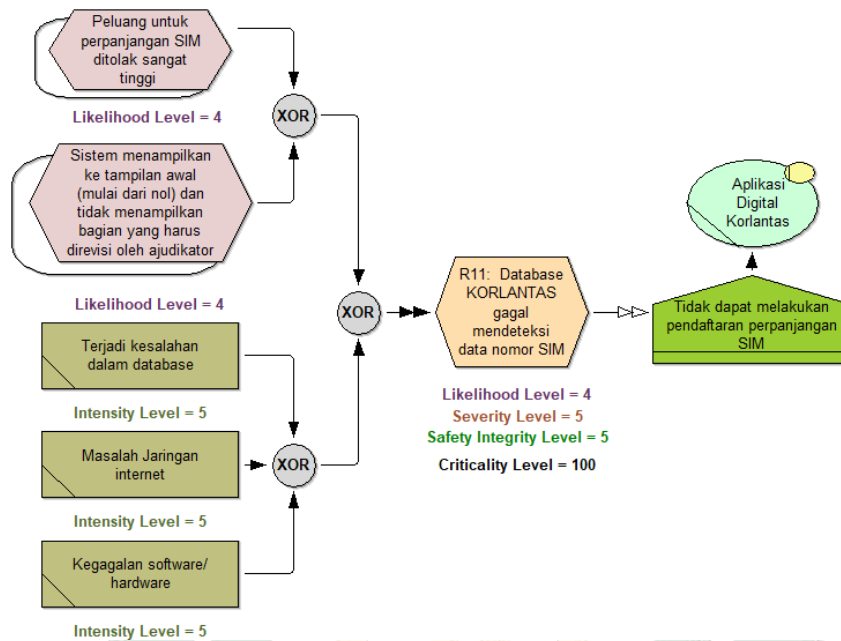 Peluang untuk
perpanjangan SIM
ditolak sangat
tinggi
Likelihood Level = 4
XOR
Sistem menampilkan
ke tampilan awal
(mulai dari nol) dan
tidak menampilkan
bagian yang harus
direvisi oleh ajudikator
Likelihood Level = 4
Terjadi kesalahan
dalam database
Intensity Level = 5
Masalah Jaringan
internet
Intensity Level = 5
Kegagalan software/
hardware
Intensity Level = 5
XOR
XOR
R11: Database
KORLANTAS
gagal
mendeteksi
data nomor SIM
Likelihood Level = 4
Severity Level = 5
Safety Integrity Level = 5
Criticality Level = 100
Aplikasi
Digital
Korlantas
Tidak dapat melakukan
pendaftaran perpanjangan
SIM